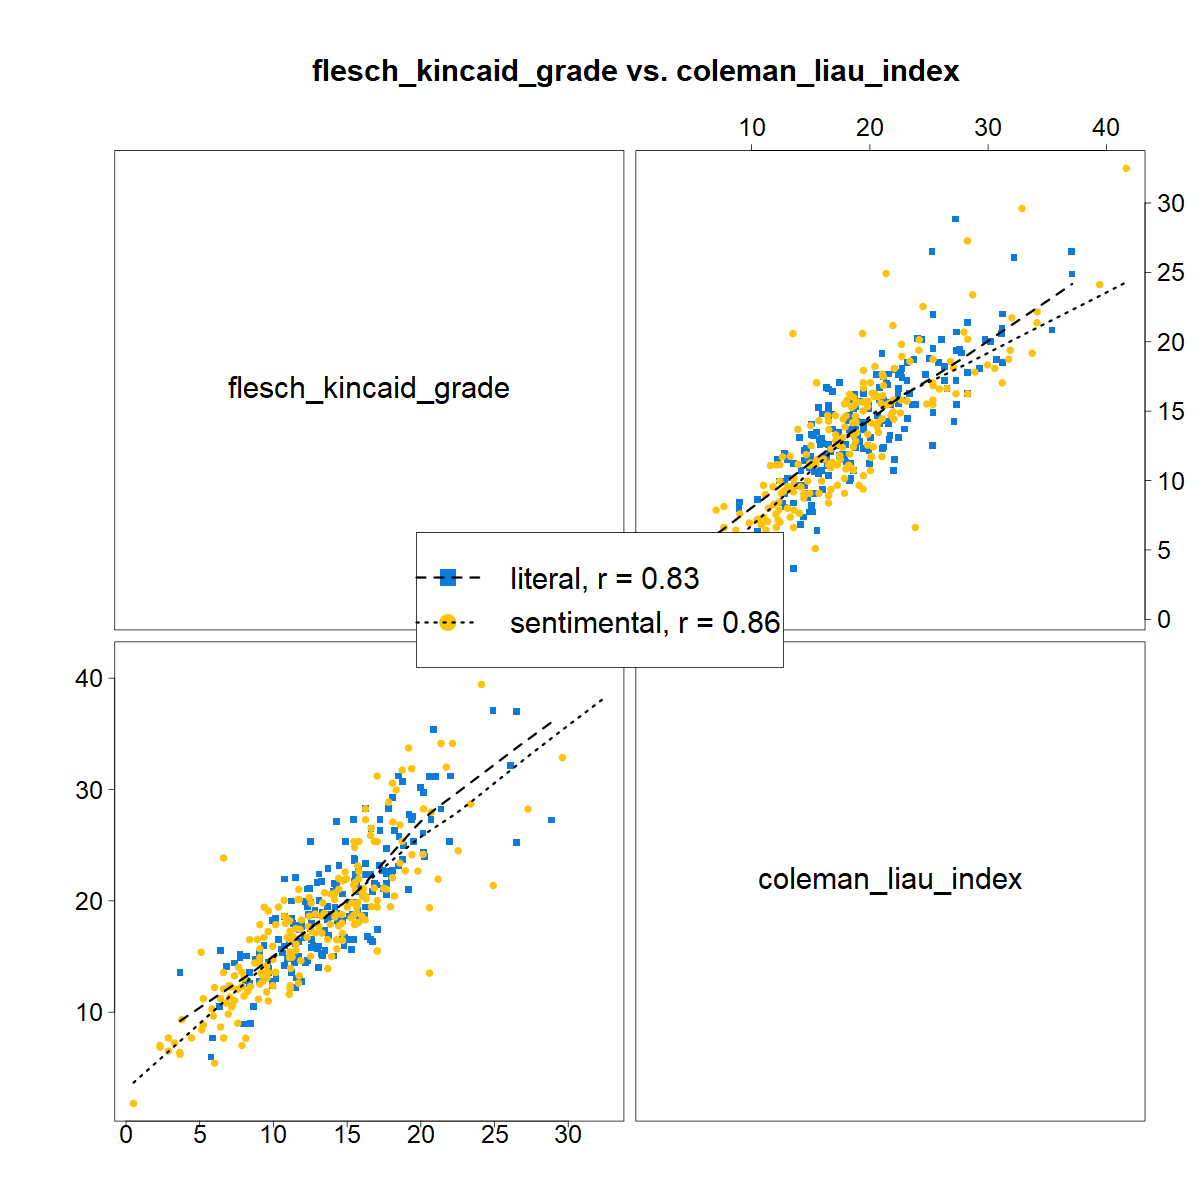 flesch_kincaid_grade vs. coleman_liau_index
10 20 30 40
flesch_kincaid_grade
30
25
20
15
10
5
0
literal, r = 0.83
sentimental, r = 0.86
40
30
20
10
coleman_liau_index
0 5 10 15 20 25 30